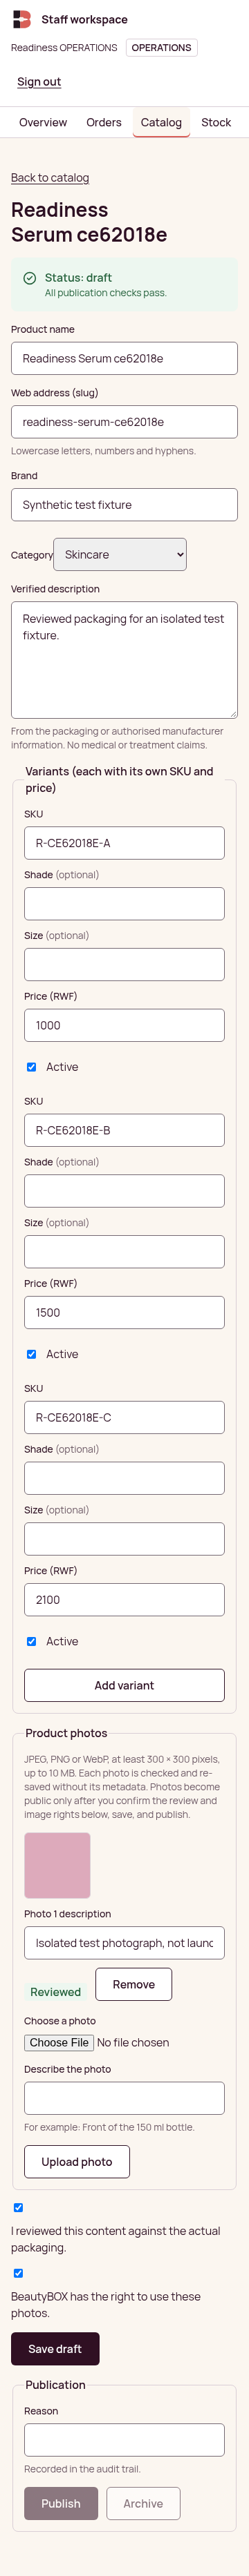 Staff workspace
Readiness OPERATIONS OPERATIONS
Sign out
Overview Orders Catalog Stock
Back to catalog
Readiness
Serum ce62018e
Status: draft
All publication checks pass.
Product name
Readiness Serum ce62018e
Web address (slug)
readiness-serum-ce62018e
Lowercase letters, numbers and hyphens.
Brand
Synthetic test fixture
Category Skincare
Verified description
Reviewed packaging for an isolated test
fixture.
From the packaging or authorised manufacturer
information. No medical or treatment claims.
Variants (each with its own SKU and
price)
SKU
R-CE62018E-A
Shade (optional)
Size (optional)
Price (RWF)
1000
Active
SKU
R-CE62018E-B
Shade (optional)
Size (optional)
Price (RWF)
1500
Active
SKU
R-CE62018E-C
Shade (optional)
Size (optional)
Price (RWF)
2100
Active
Add variant
Product photos
JPEG, PNG or WebP, at least 300 × 300 pixels,
up to 10 MB. Each photo is checked and re-
saved without its metadata. Photos become
public only after you confirm the review and
image rights below, save, and publish.
Photo 1 description
Isolated test photograph, not launc
Reviewed Remove
Choose a photo
Choose File No file chosen
Describe the photo
For example: Front of the 150 ml bottle.
Upload photo
I reviewed this content against the actual
packaging.
BeautyBOX has the right to use these
photos.
Save draft
Publication
Reason
Recorded in the audit trail.
Publish Archive